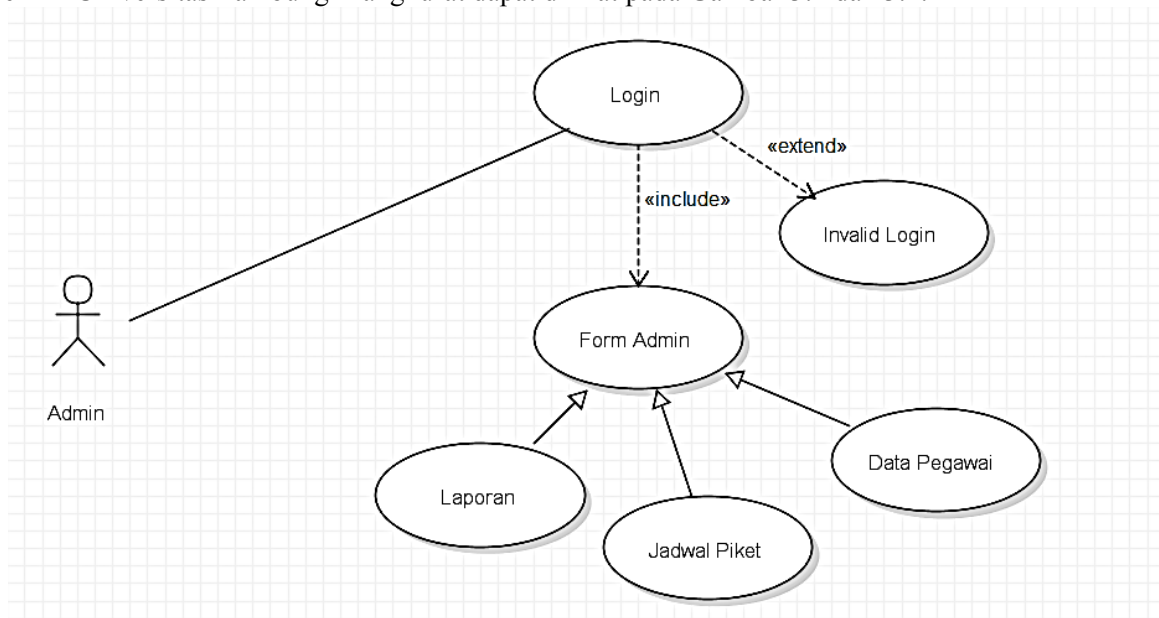 Login
«extend»
«include»
Invalid Login
Form Admin
Admin
Data Pegawai
Laporan
Jadwal Piket